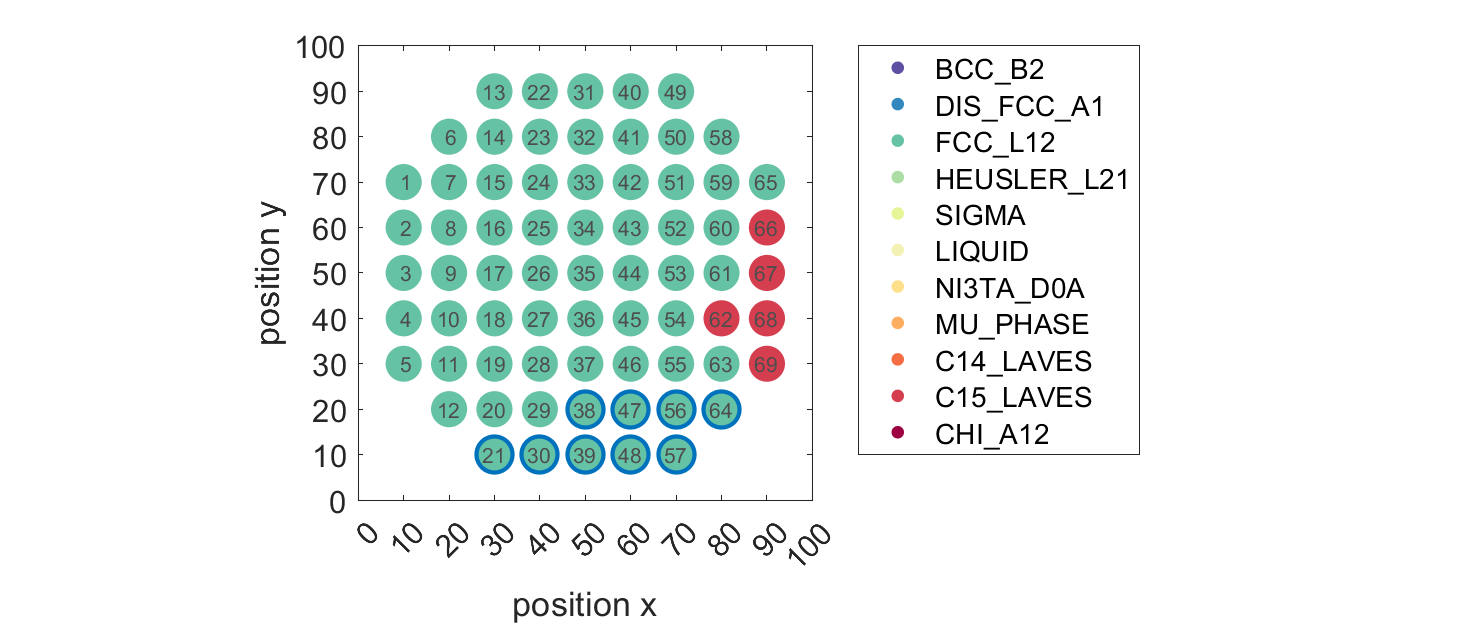 100
90
80
70
60
50
40
30
20
10
0
position y
13 22 31 40 49
6 14 23 32 41 50 58
1 7 15 24 33 42 51 59 65
2 8 16 25 34 43 52 60 66
3 9 17 26 35 44 53 61 67
4 10 18 27 36 45 54 62 68
5 11 19 28 37 46 55 63 69
12 20 29 38 47 56 64
21 30 39 48 57
0 10 20 30 40 50 60 70 80 90 100
position x
BCC_B2
DIS_FCC_A1
FCC_L12
HEUSLER_L21
SIGMA
LIQUID
NI3TA_D0A
MU_PHASE
C14_LAVES
C15_LAVES
CHI_A12